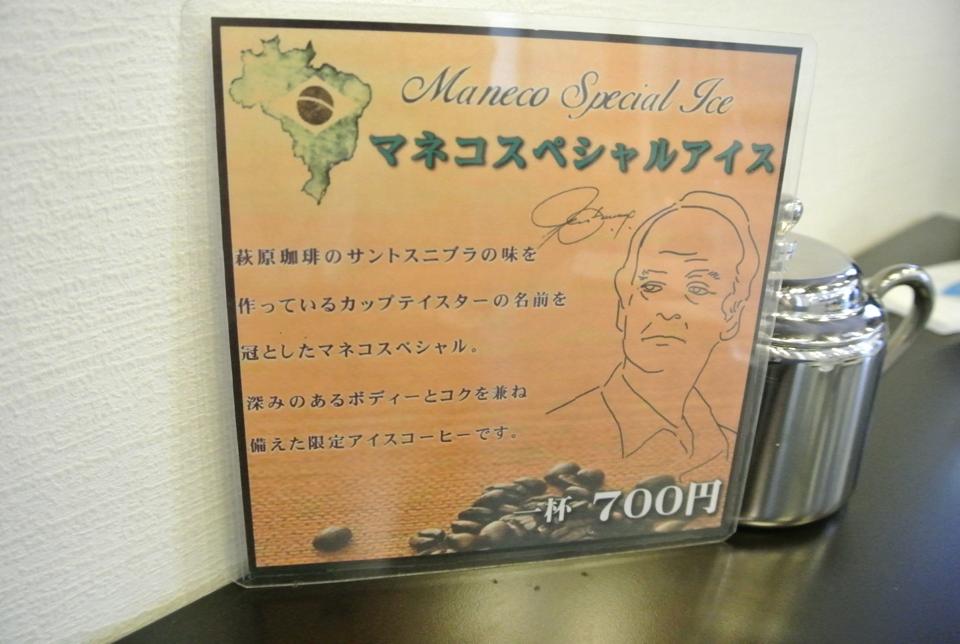 Maneco Special Ice
マネコスペシャルアイス
萩原珈琲のサントスニブラの味を
作っているカップテイスターの名前を
冠としたマネコスペシャル。
深みのあるボディーとコクを兼ね
備えた限定アイスコーヒーです。
一杯 700円